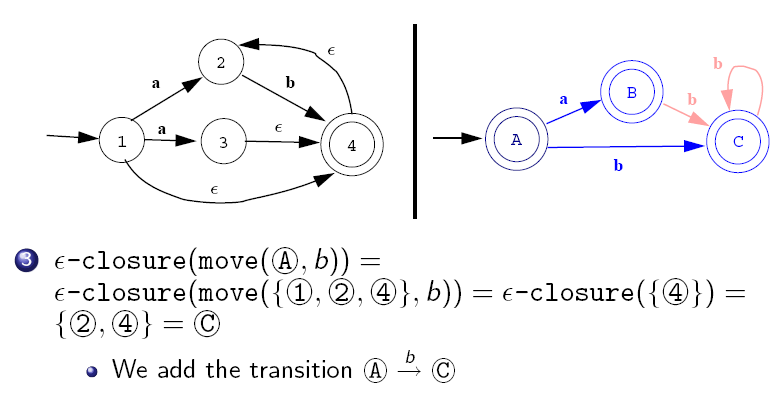 ϵ
2
a
b
a
ϵ
1
3
4
ϵ
b
B
a
b
A
C
b
3 ϵ-closure(move(Ⓐ, b)) =
ϵ-closure(move({①, ②, ④}, b)) = ϵ-closure({④}) =
{②, ④} = Ⓒ
We add the transition Ⓐ →b Ⓒ